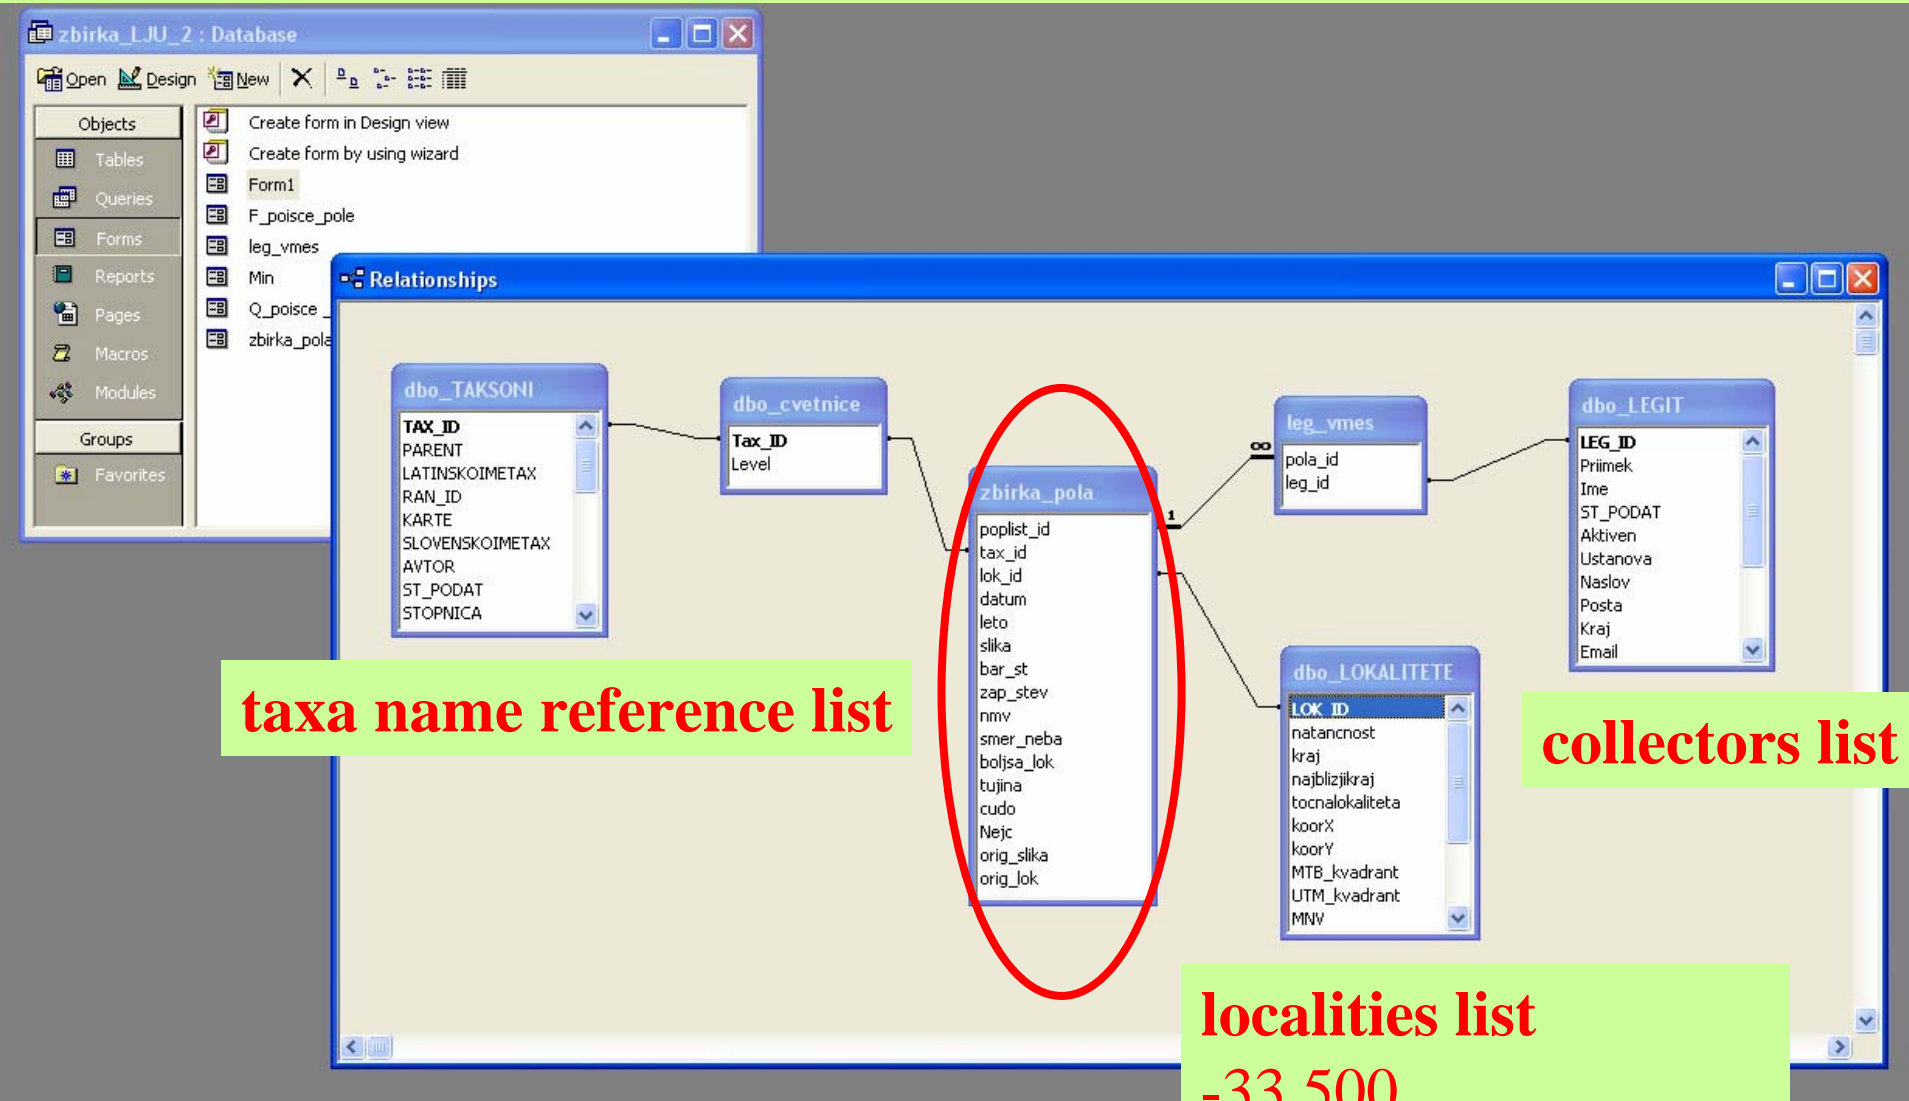 zbirka_LJU_2 : Database
Open Design New
Objects
Tables
Queries
Forms
Reports
Pages
Macros
Modules
Groups
Favorites
Create form in Design view
Create form by using wizard
Form1
F_poisce_pole
leg_vmes
Min
Q_poisce _
zbirka_pola
Relationships
dbo_TAKSONI
TAX_ID
PARENT
LATINSKOIMETAX
RAN_ID
KARTE
SLOVENSKOIMETAX
AVTOR
ST_PODAT
STOPNICA
dbo_cvetnice
Tax_ID
Level
zbirka_pola
poplist_id
tax_id
lok_id
datum
leto
slika
bar_st
zap_stev
nmv
smer_neba
boljsa_lok
tujina
cudo
Nejc
orig_slika
orig_lok
1
∞
leg_vmes
pola_id
leg_id
dbo_LEGIT
LEG_ID
Priimek
Ime
ST_PODAT
Aktiven
Ustanova
Naslov
Posta
Kraj
Email
dbo_LOKALITETE
LOK_ID
natancnost
kraj
najblizjikraj
tocnalokaliteta
koorX
koorY
MTB_kvadrant
UTM_kvadrant
MNV
taxa name reference list
collectors list
localities list
-33.500